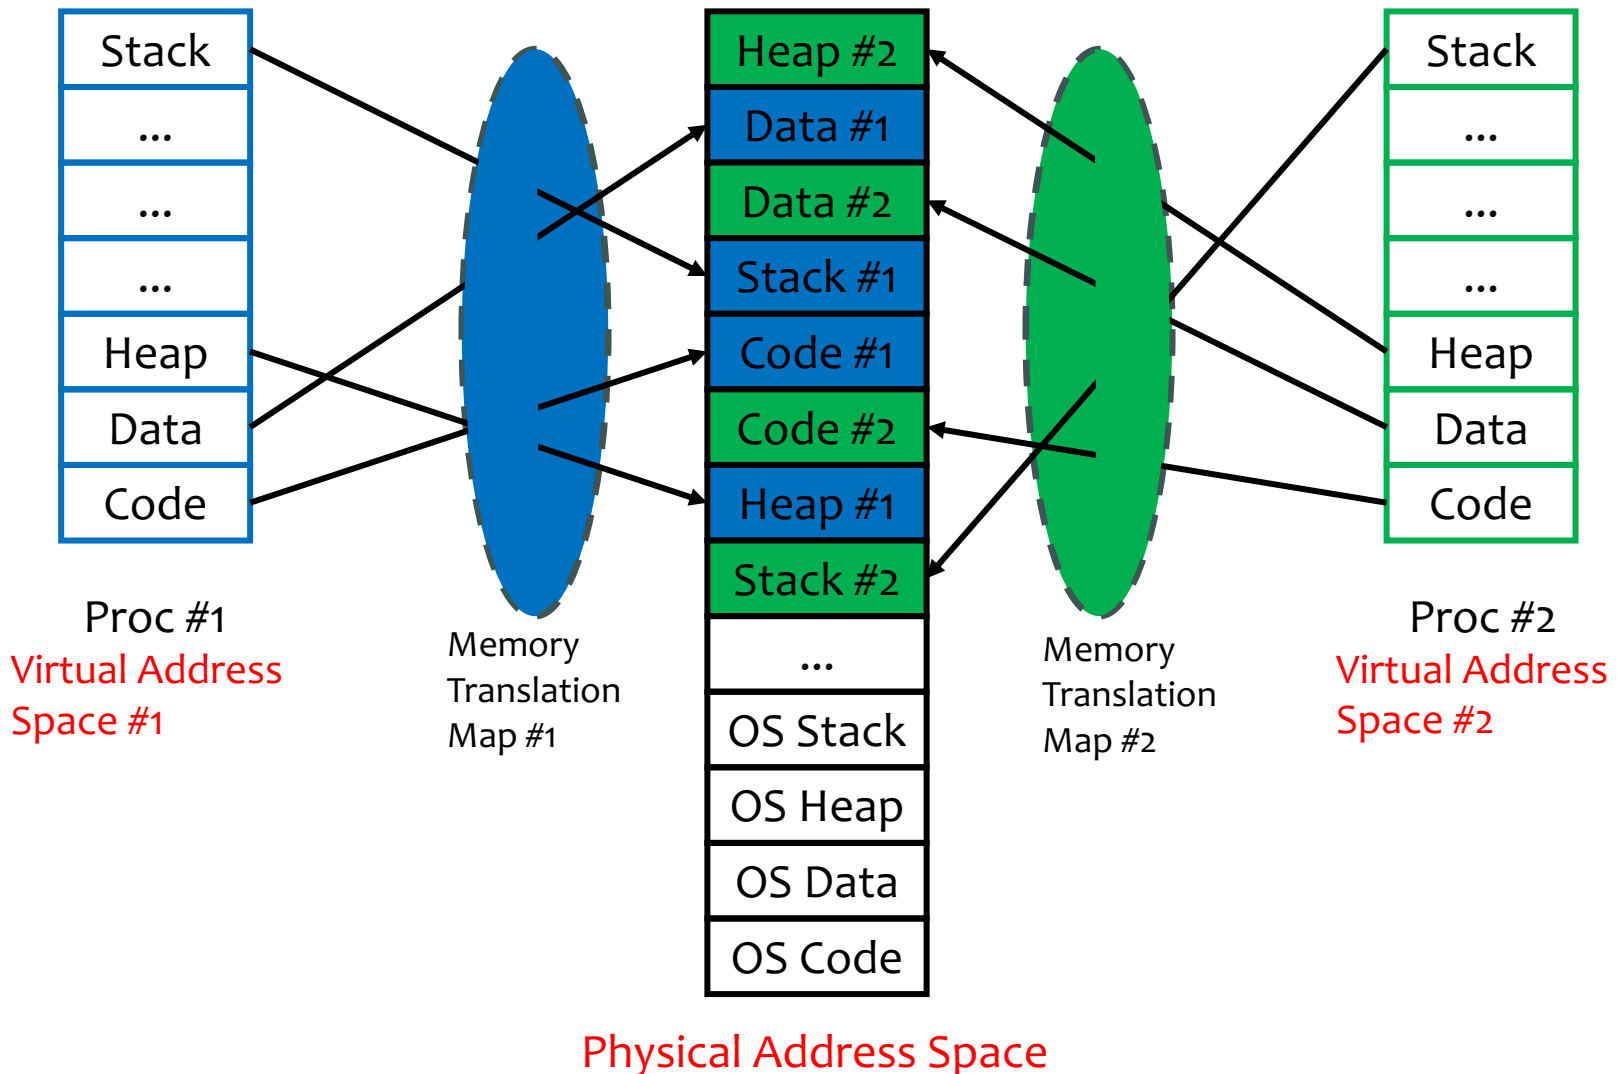 Stack
...
...
...
Heap
Data
Code
Proc #1
Virtual Address
Space #1
Memory
Translation
Map #1
Heap #2
Data #1
Data #2
Stack #1
Code #1
Code #2
Heap #1
Stack #2
...
OS Stack
OS Heap
OS Data
OS Code
Physical Address Space
Memory
Translation
Map #2
Stack
...
...
...
Heap
Data
Code
Proc #2
Virtual Address
Space #2